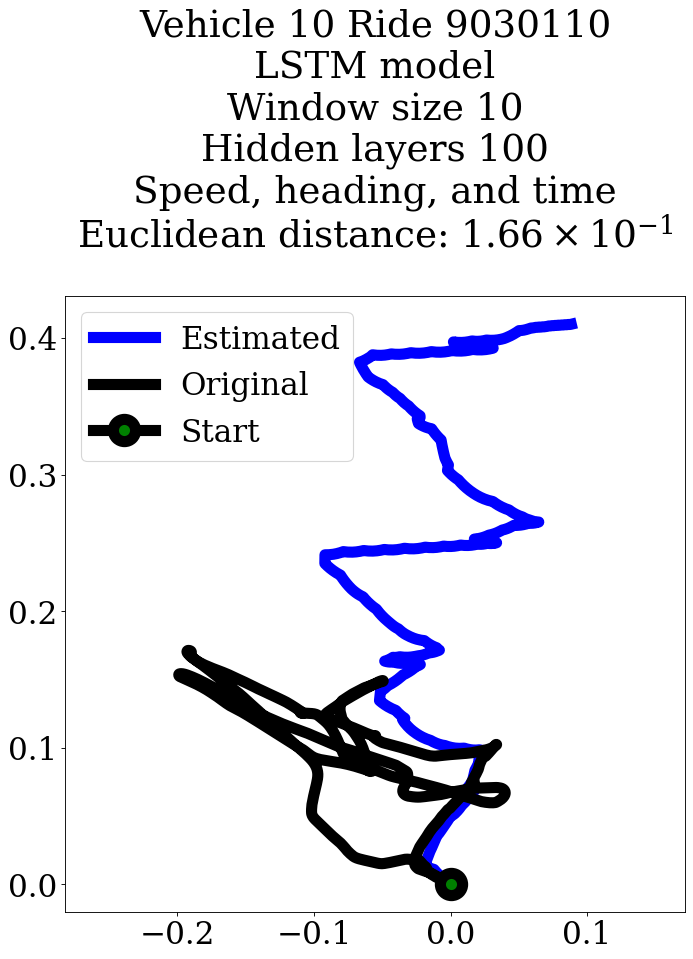 Vehicle 10 Ride 9030110
LSTM model
Window size 10
Hidden layers 100
Speed, heading, and time
Euclidean distance: 1.66 × 10⁻¹
Estimated
Original
Start
0.4
0.3
0.2
0.1
0.0
−0.2
−0.1
0.0
0.1